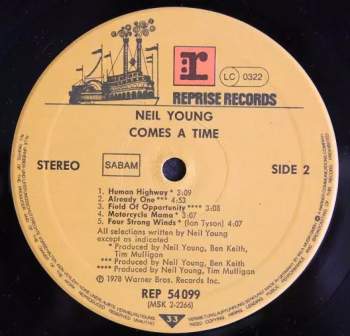 r
LC 0322
REPRISE RECORDS
NEIL YOUNG
COMES A TIME
STEREO
SABAM
SIDE 2
1. Human Highway* 3:09
2. Already One*** 4:53
3. Field Of Opportunity**** 3:08
4. Motorcycle Mama* 3:07
5. Four Strong Winds* (Ian Tyson) 4:07
All selections written by Neil Young
except as indicated
* Produced by Neil Young, Ben Keith,
Tim Mulligan
*** Produced by Neil Young, Ben Keith
**** Produced by Neil Young, Tim Mulligan
℗ 1978 Warner Bros. Records Inc.
REP 54 099
(MSK 2-2266)
33